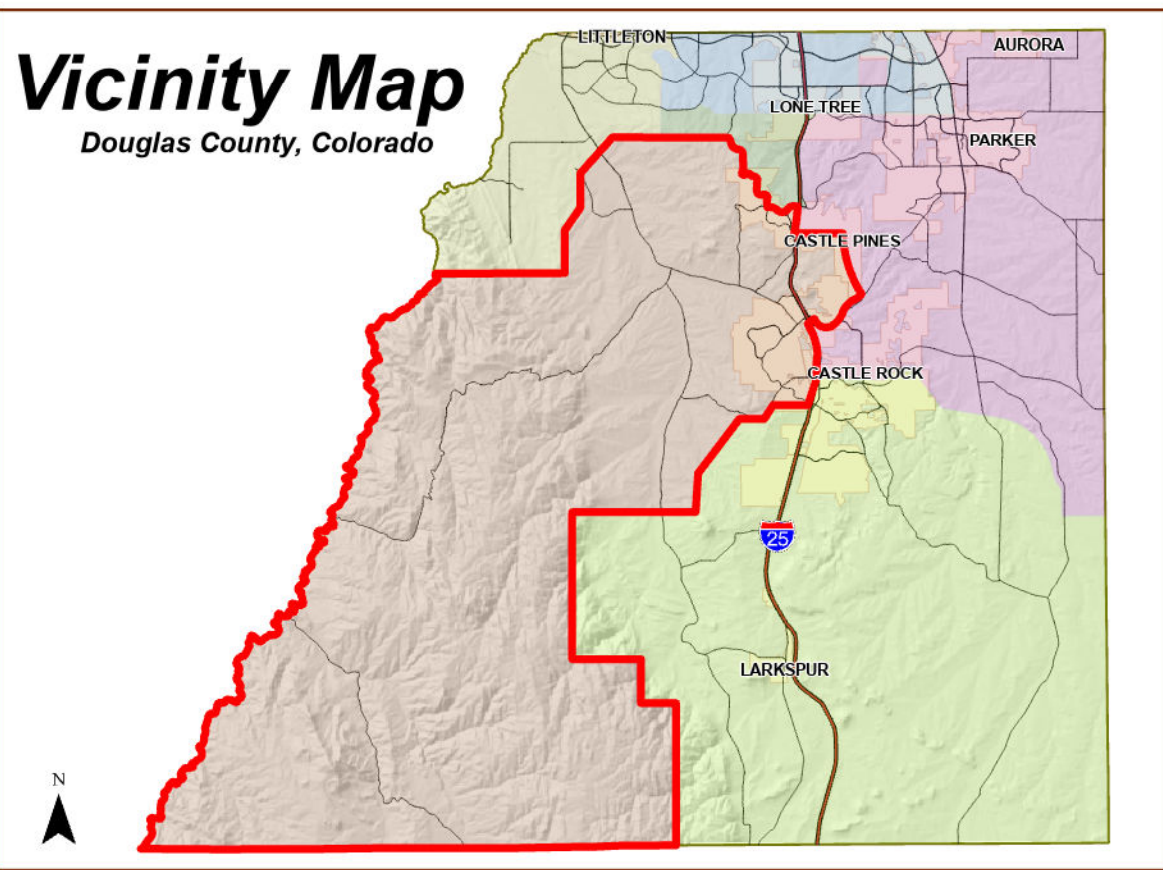 Vicinity Map
Douglas County, Colorado
LITTLETON
AURORA
LONE TREE
PARKER
CASTLE PINES
CASTLE ROCK
25
LARKSPUR
N